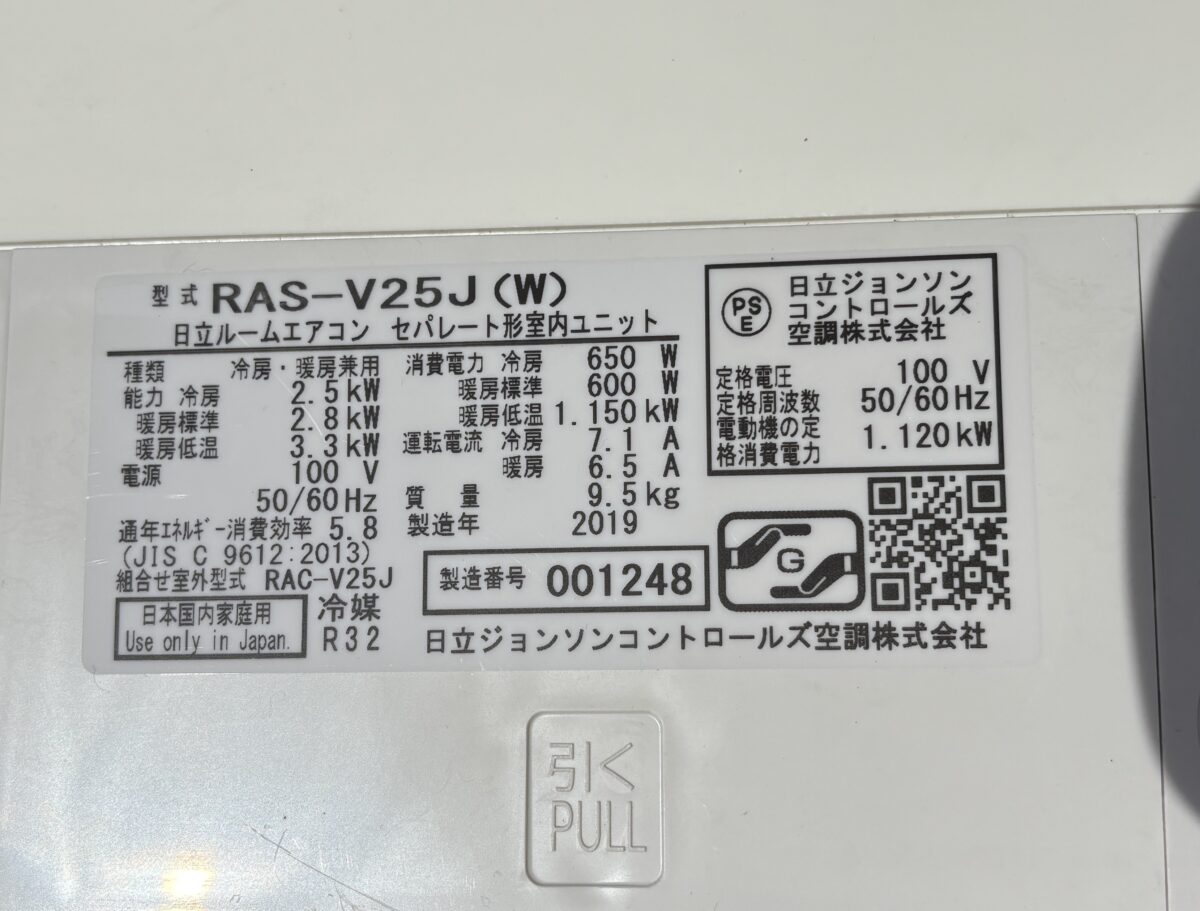 型式 RAS-V25J(W)
日立ルームエアコン セパレート形室内ユニット
種類 冷房・暖房兼用
能力 冷房 2.5kW
暖房標準 2.8kW
暖房低温 3.3kW
電源 100 V
50/60Hz
通年エネルギー消費効率 5.8
(JIS C 9612:2013)
組合せ室外型式 RAC-V25J
日本国内家庭用
Use only in Japan.
冷媒
R32
消費電力 冷房 650 W
暖房標準 600 W
暖房低温 1.150 kW
運転電流 冷房 7.1 A
暖房 6.5 A
質量 9.5kg
製造年 2019
製造番号 001248
日立ジョンソンコントロールズ空調株式会社
PS
E
日立ジョンソン
コントロールズ
空調株式会社
定格電圧 100 V
定格周波数 50/60Hz
電動機の定
格消費電力 1.120kW
G
引く
PULL